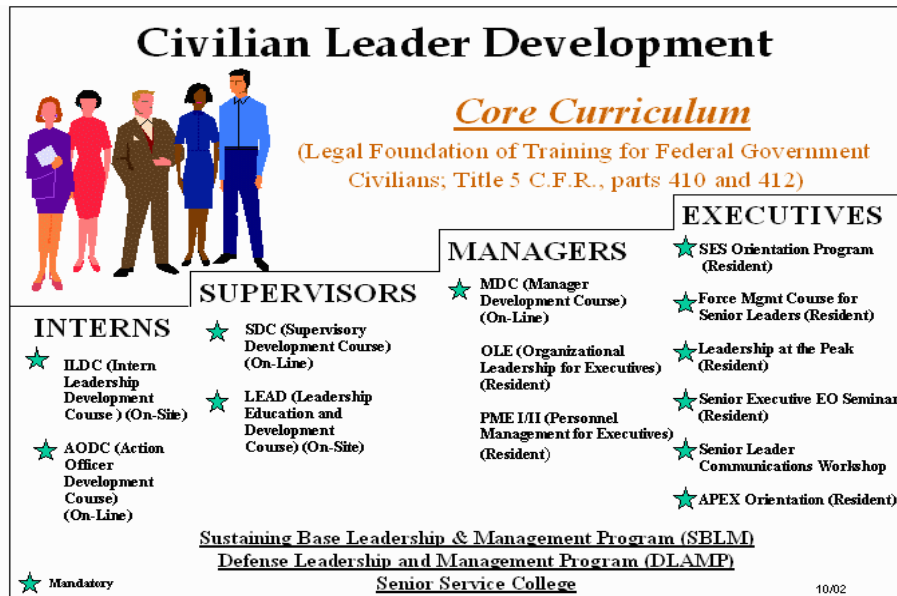 Civilian Leader Development
Core Curriculum
(Legal Foundation of Training for Federal Government
Civilians; Title 5 C.F.R., parts 410 and 412)
INTERNS
ILDC (Intern
Leadership
Development
Course ) (On-Site)
AODC (Action
Officer
Development
Course)
(On-Line)
SUPERVISORS
SDC (Supervisory
Development Course)
(On-Line)
LEAD (Leadership
Education and
Development
Course) (On-Site)
MANAGERS
MDC (Manager
Development Course)
(On-Line)
OLE (Organizational
Leadership for Executives)
(Resident)
PME I/II (Personnel
Management for Executives)
(Resident)
EXECUTIVES
SES Orientation Program
(Resident)
Force Mgmt Course for
Senior Leaders (Resident)
Leadership at the Peak
(Resident)
Senior Executive EO Seminar
(Resident)
Senior Leader
Communications Workshop
APEX Orientation (Resident)
Sustaining Base Leadership & Management Program (SBLM)
Defense Leadership and Management Program (DLAMP)
Senior Service College
Mandatory
10/02